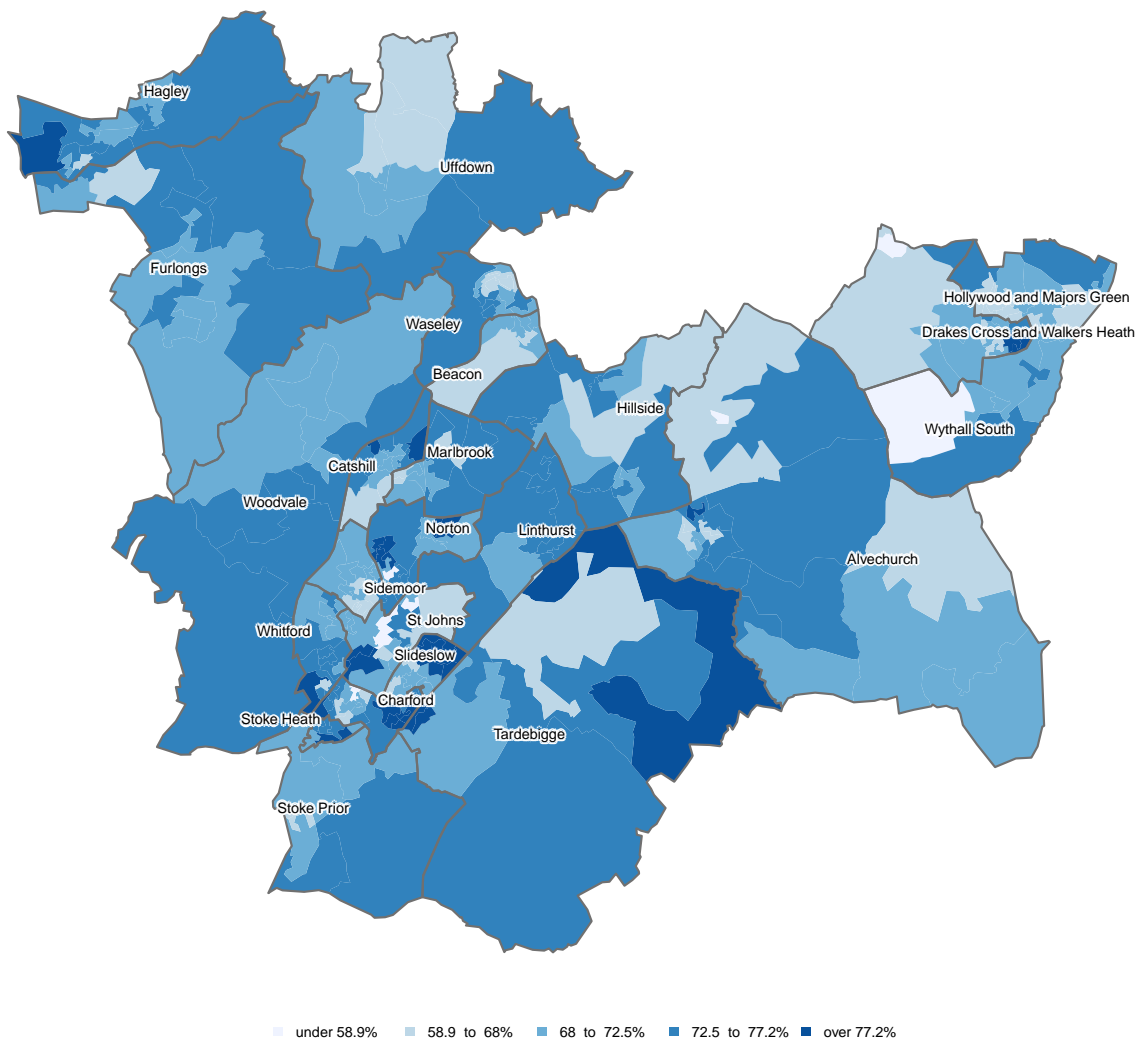 Hagley
Uffdown
Furlongs
Hollywood and Majors Green
Waseley
Drakes Cross and Walkers Heath
Beacon
Hillside
Wythall South
Marlbrook
Catshill
Woodvale
Norton
Linthurst
Alvechurch
Sidemoor
St Johns
Whitford
Slideslow
Charford
Stoke Heath
Tardebigge
Stoke Prior
under 58.9% 58.9 to 68% 68 to 72.5% 72.5 to 77.2% over 77.2%